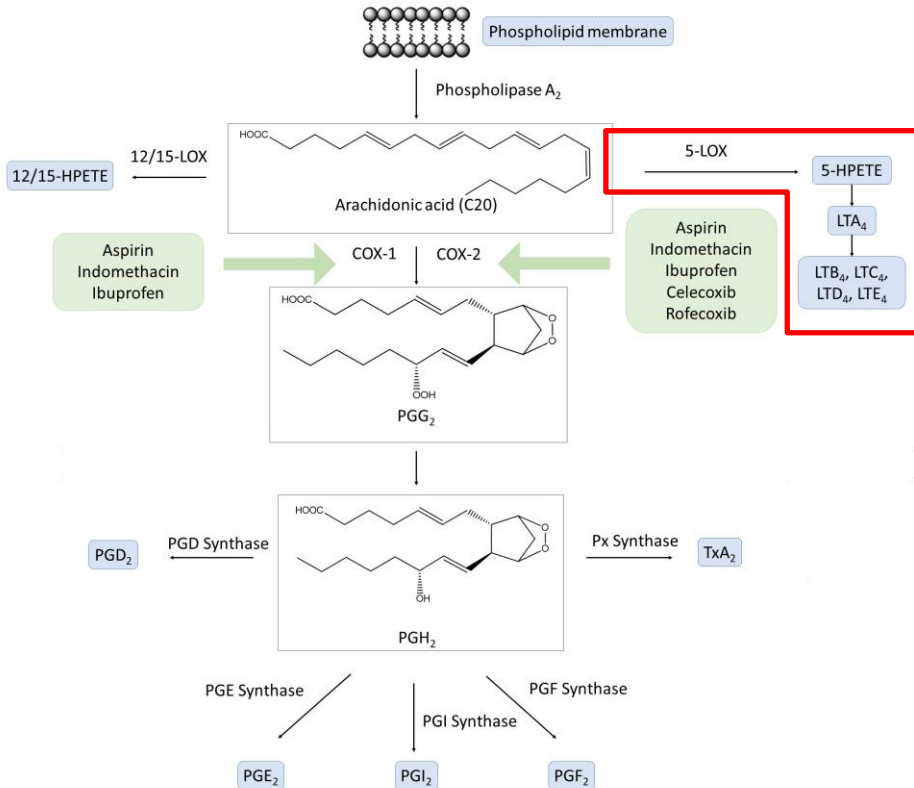 Phospholipid membrane
Phospholipase A₂
HOOC
Arachidonic acid (C20)
12/15-LOX
12/15-HPETE
5-LOX
5-HPETE
LTA₄
LTB₄, LTC₄,
LTD₄, LTE₄
Aspirin
Indomethacin
Ibuprofen
COX-1
COX-2
Aspirin
Indomethacin
Ibuprofen
Celecoxib
Rofecoxib
HOOC
O
O
OOH
PGG₂
HOOC
O
O
OH
PGH₂
PGD Synthase
PGD₂
Px Synthase
TxA₂
PGE Synthase
PGI Synthase
PGF Synthase
PGE₂
PGI₂
PGF₂